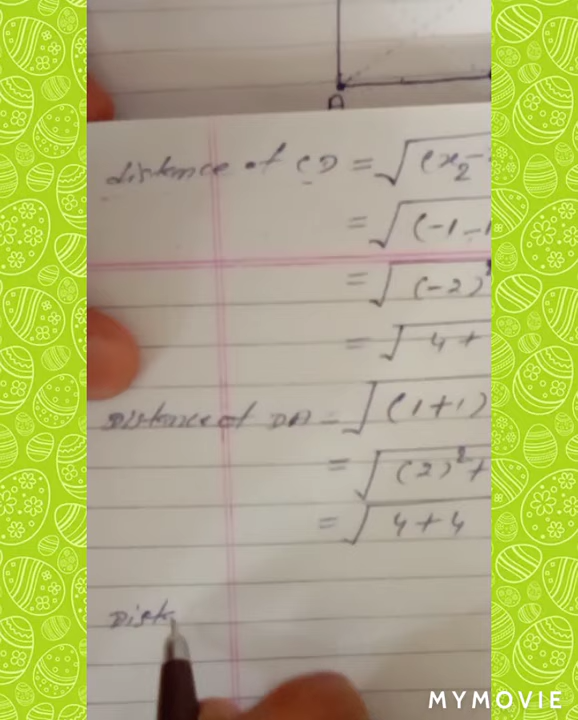 A
distance of CD = √(x₂-
= √(-1-1
= √(-2)²
= √4+
Distance of DA = √(1+1)
= √(2)²+
= √4+4
Dist
MYMOVIE